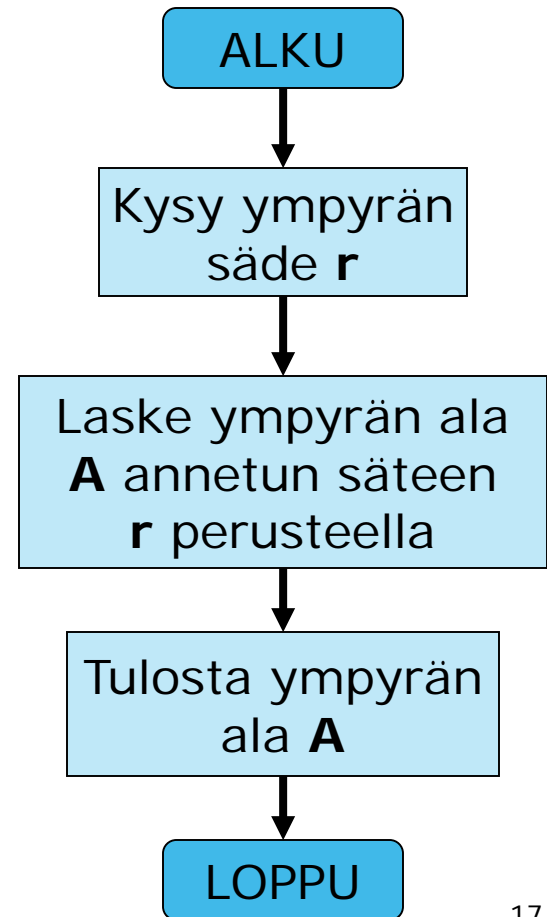 ALKU
Kysy ympyrän
säde r
Laske ympyrän ala
A annetun säteen
r perusteella
Tulosta ympyrän
ala A
LOPPU
17